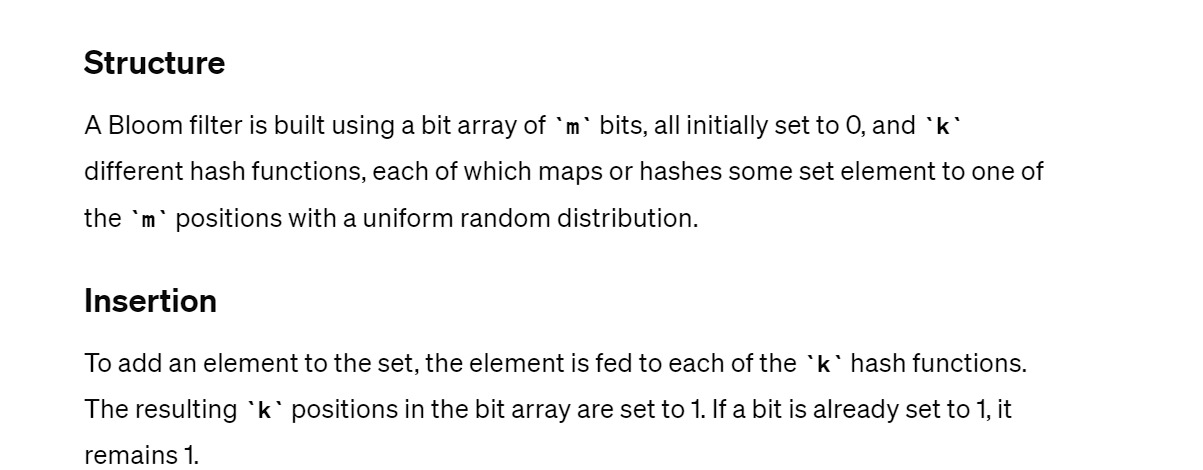 Structure
A Bloom filter is built using a bit array of `m` bits, all initially set to 0, and `k`
different hash functions, each of which maps or hashes some set element to one of
the `m` positions with a uniform random distribution.
Insertion
To add an element to the set, the element is fed to each of the `k` hash functions.
The resulting `k` positions in the bit array are set to 1. If a bit is already set to 1, it
remains 1.